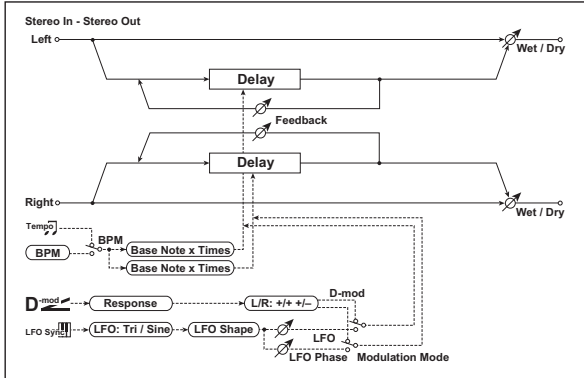 Stereo In - Stereo Out
Left
Wet / Dry
Delay
Feedback
Delay
Right
Wet / Dry
Tempo
BPM
BPM
Base Note x Times
Base Note x Times
D-mod
D-mod
Response
L/R: +/+ +/–
LFO Sync
LFO: Tri / Sine
LFO Shape
LFO
LFO Phase
Modulation Mode